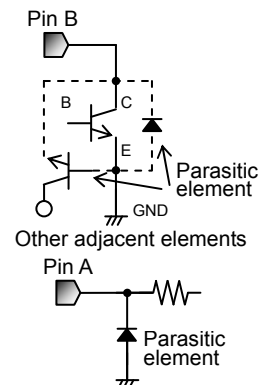 Pin B
B
C
E
Parasitic
element
GND
Other adjacent elements
Pin A
Parasitic
element